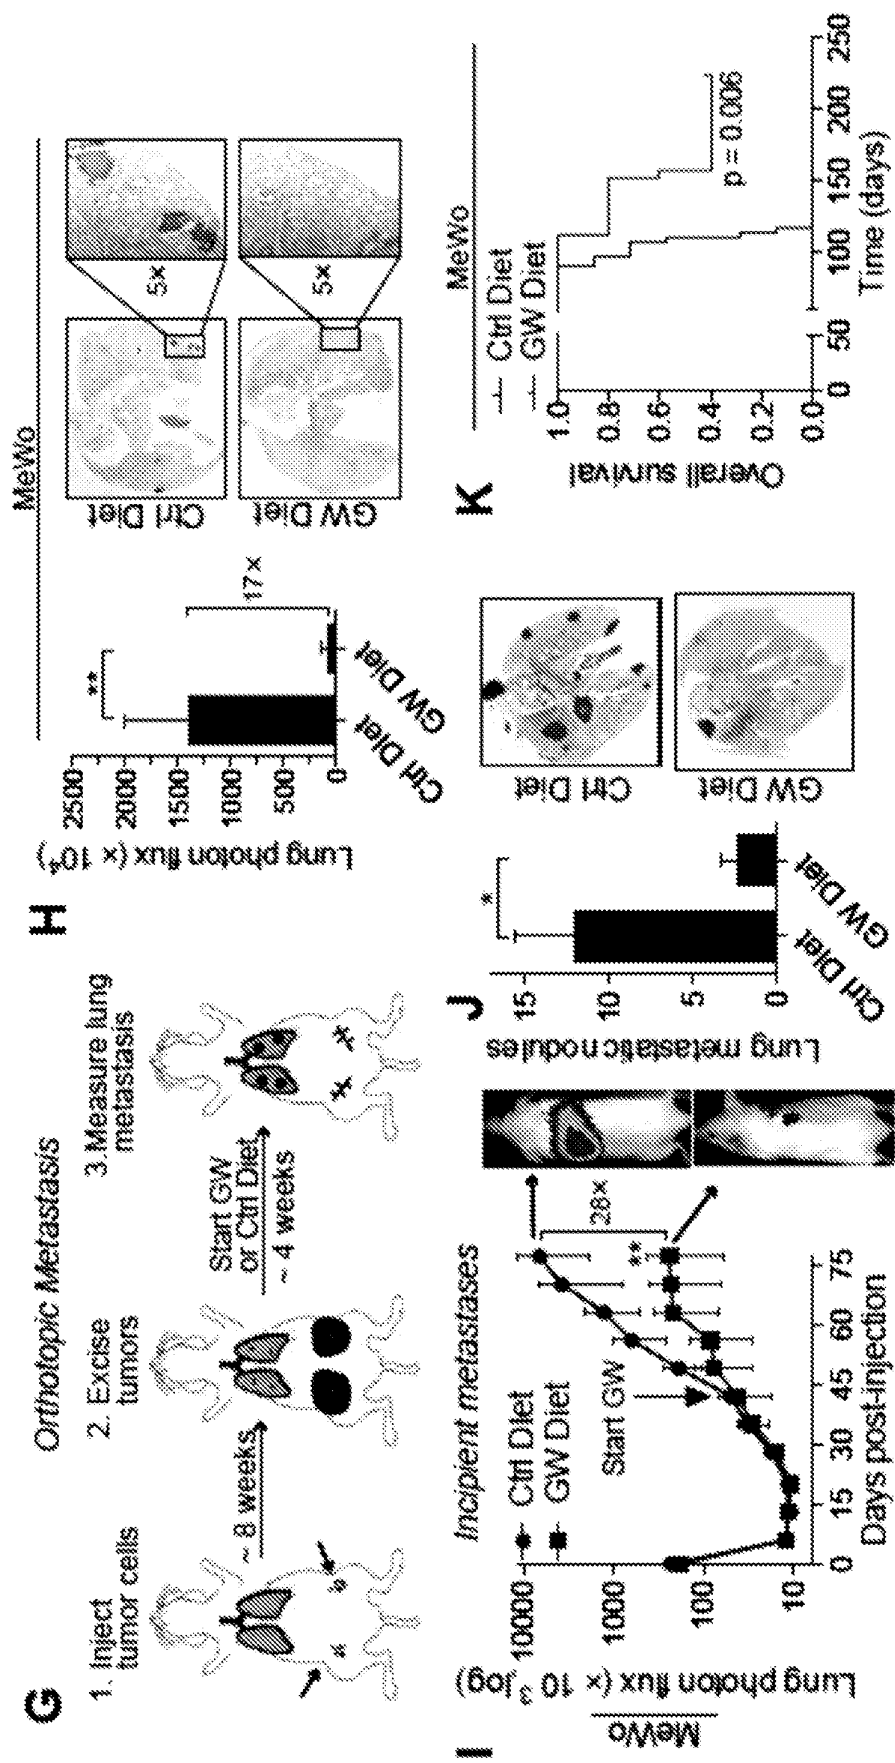 G
Orthotopic Metastasis
1. Inject
tumor cells
~ 8 weeks
2. Excise
tumors
Start GW
or Ctrl Diet
~ 4 weeks
3.Measure lung
metastasis
H
MeWo
Lung photon flux (× 10⁴)
2500
2000
1500
1000
500
0
**
17×
Ctrl Diet
GW Diet
Ctrl Diet
5×
GW Diet
5×
I
Incipient metastases
MeWo
Lung photon flux (× 10³, log)
10000
1000
100
10
Ctrl Diet
GW Diet
Start GW
28×
**
0
15
30
45
60
75
Days post-injection
J
Lung metastatic nodules
15
10
5
0
*
Ctrl Diet
GW Diet
Ctrl Diet
GW Diet
K
MeWo
Ctrl Diet
GW Diet
Overall survival
1.0
0.8
0.6
0.4
0.2
0.0
p = 0.006
0
50
100
150
200
250
Time (days)